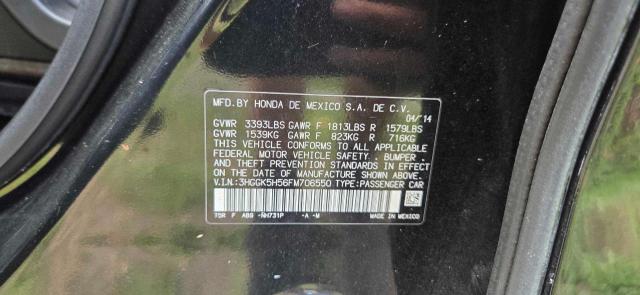 MFD.BY HONDA DE MEXICO S.A. DE C.V.
04/'14
GVWR 3393LBS GAWR F 1813LBS R 1579LBS
GVWR 1539KG GAWR F 823KG R 716KG
THIS VEHICLE CONFORMS TO ALL APPLICABLE
FEDERAL MOTOR VEHICLE SAFETY, BUMPER,
AND THEFT PREVENTION STANDARDS IN EFFECT
ON THE DATE OF MANUFACTURE SHOWN ABOVE.
V.I.N:3HGGK5H56FM706550 TYPE:PASSENGER CAR
TOR F ABS -NH731P -A -M MADE IN MEXICO